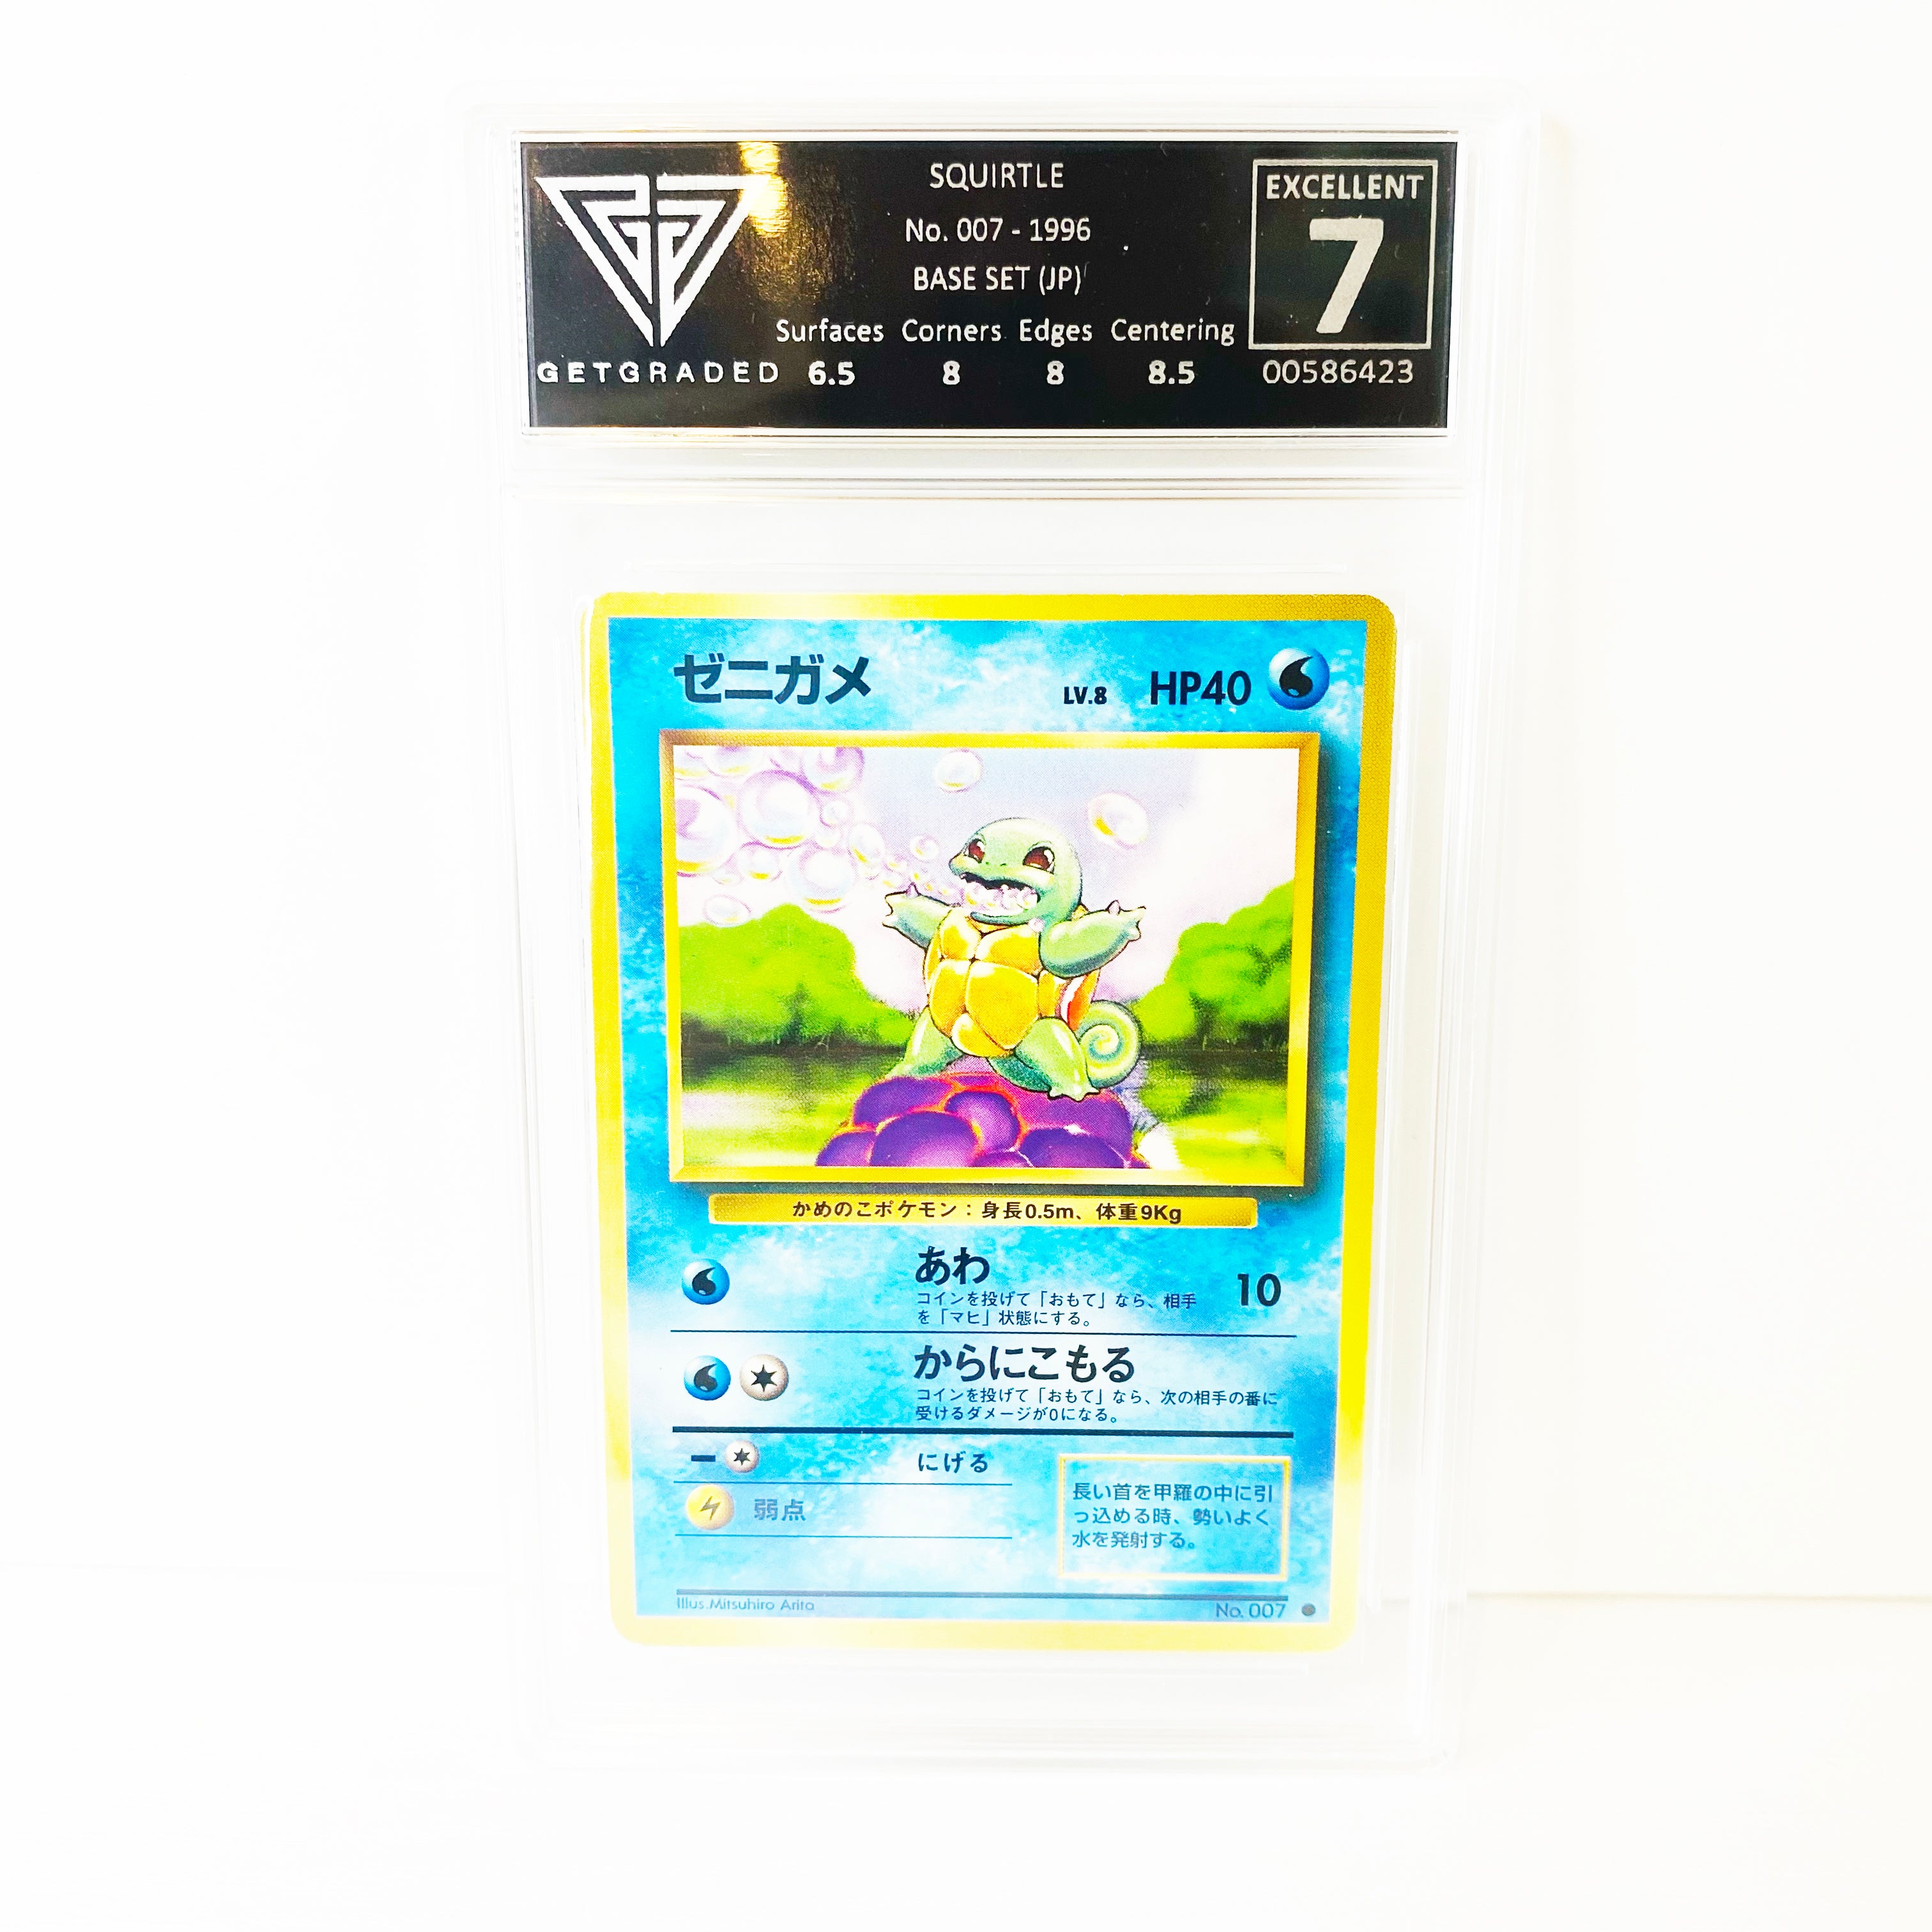 SQUIRTLE
No. 007 - 1996
BASE SET (JP)
EXCELLENT
7
Surfaces Corners Edges Centering
GETGRADED 6.5 8 8 8.5 00586423
ゼニガメ LV.8 HP40
かめのこポケモン：身長0.5m、体重9Kg
あわ 10
コインを投げて「おもて」なら、相手
を「マヒ」状態にする。
からにこもる
コインを投げて「おもて」なら、次の相手の番に
受けるダメージが0になる。
にげる
弱点
長い首を甲羅の中に引
っ込める時、勢いよく
水を発射する。
Illus.Mitsuhiro Arita No. 007